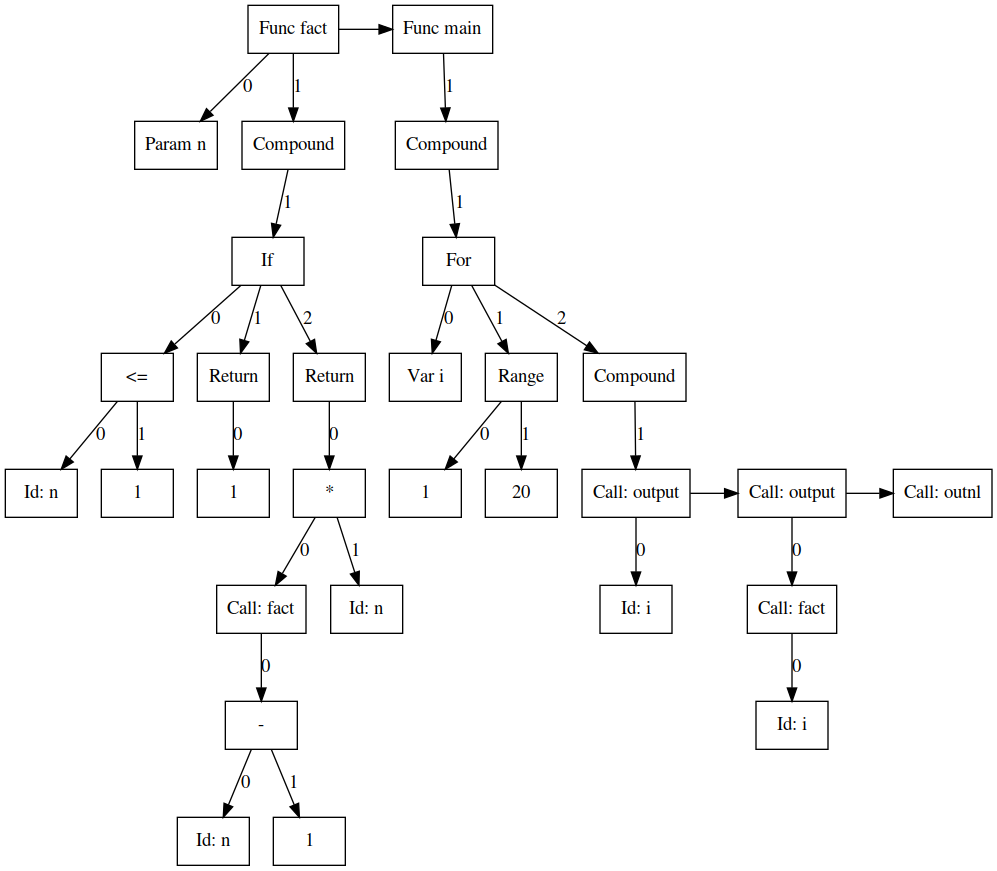 Func fact
Func main
0
1
1
Param n
Compound
Compound
1
1
If
For
0
1
2
0
1
2
<=
Return
Return
Var i
Range
Compound
0
1
0
0
0
1
1
Id: n
1
1
*
1
20
Call: output
Call: output
Call: outnl
0
1
0
0
Call: fact
Id: n
Id: i
Call: fact
0
0
-
Id: i
0
1
Id: n
1